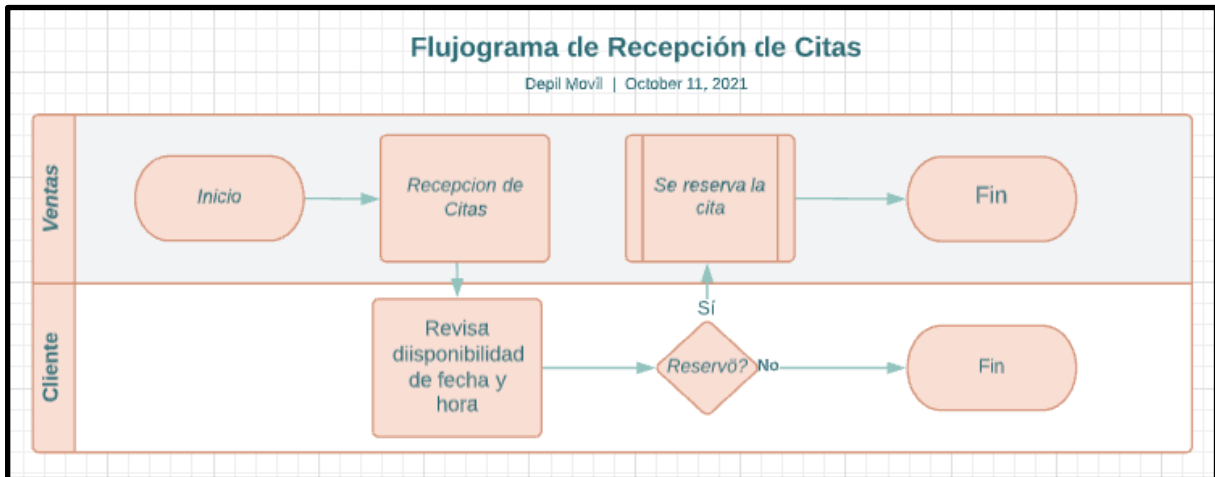 Flujograma de Recepción de Citas
Depil Movil | October 11, 2021
Ventas
Inicio
Recepcion de
Citas
Se reserva la
cita
Fin
Cliente
Revisa
diisponibilidad
de fecha y
hora
Sí
Reservö?
No
Fin